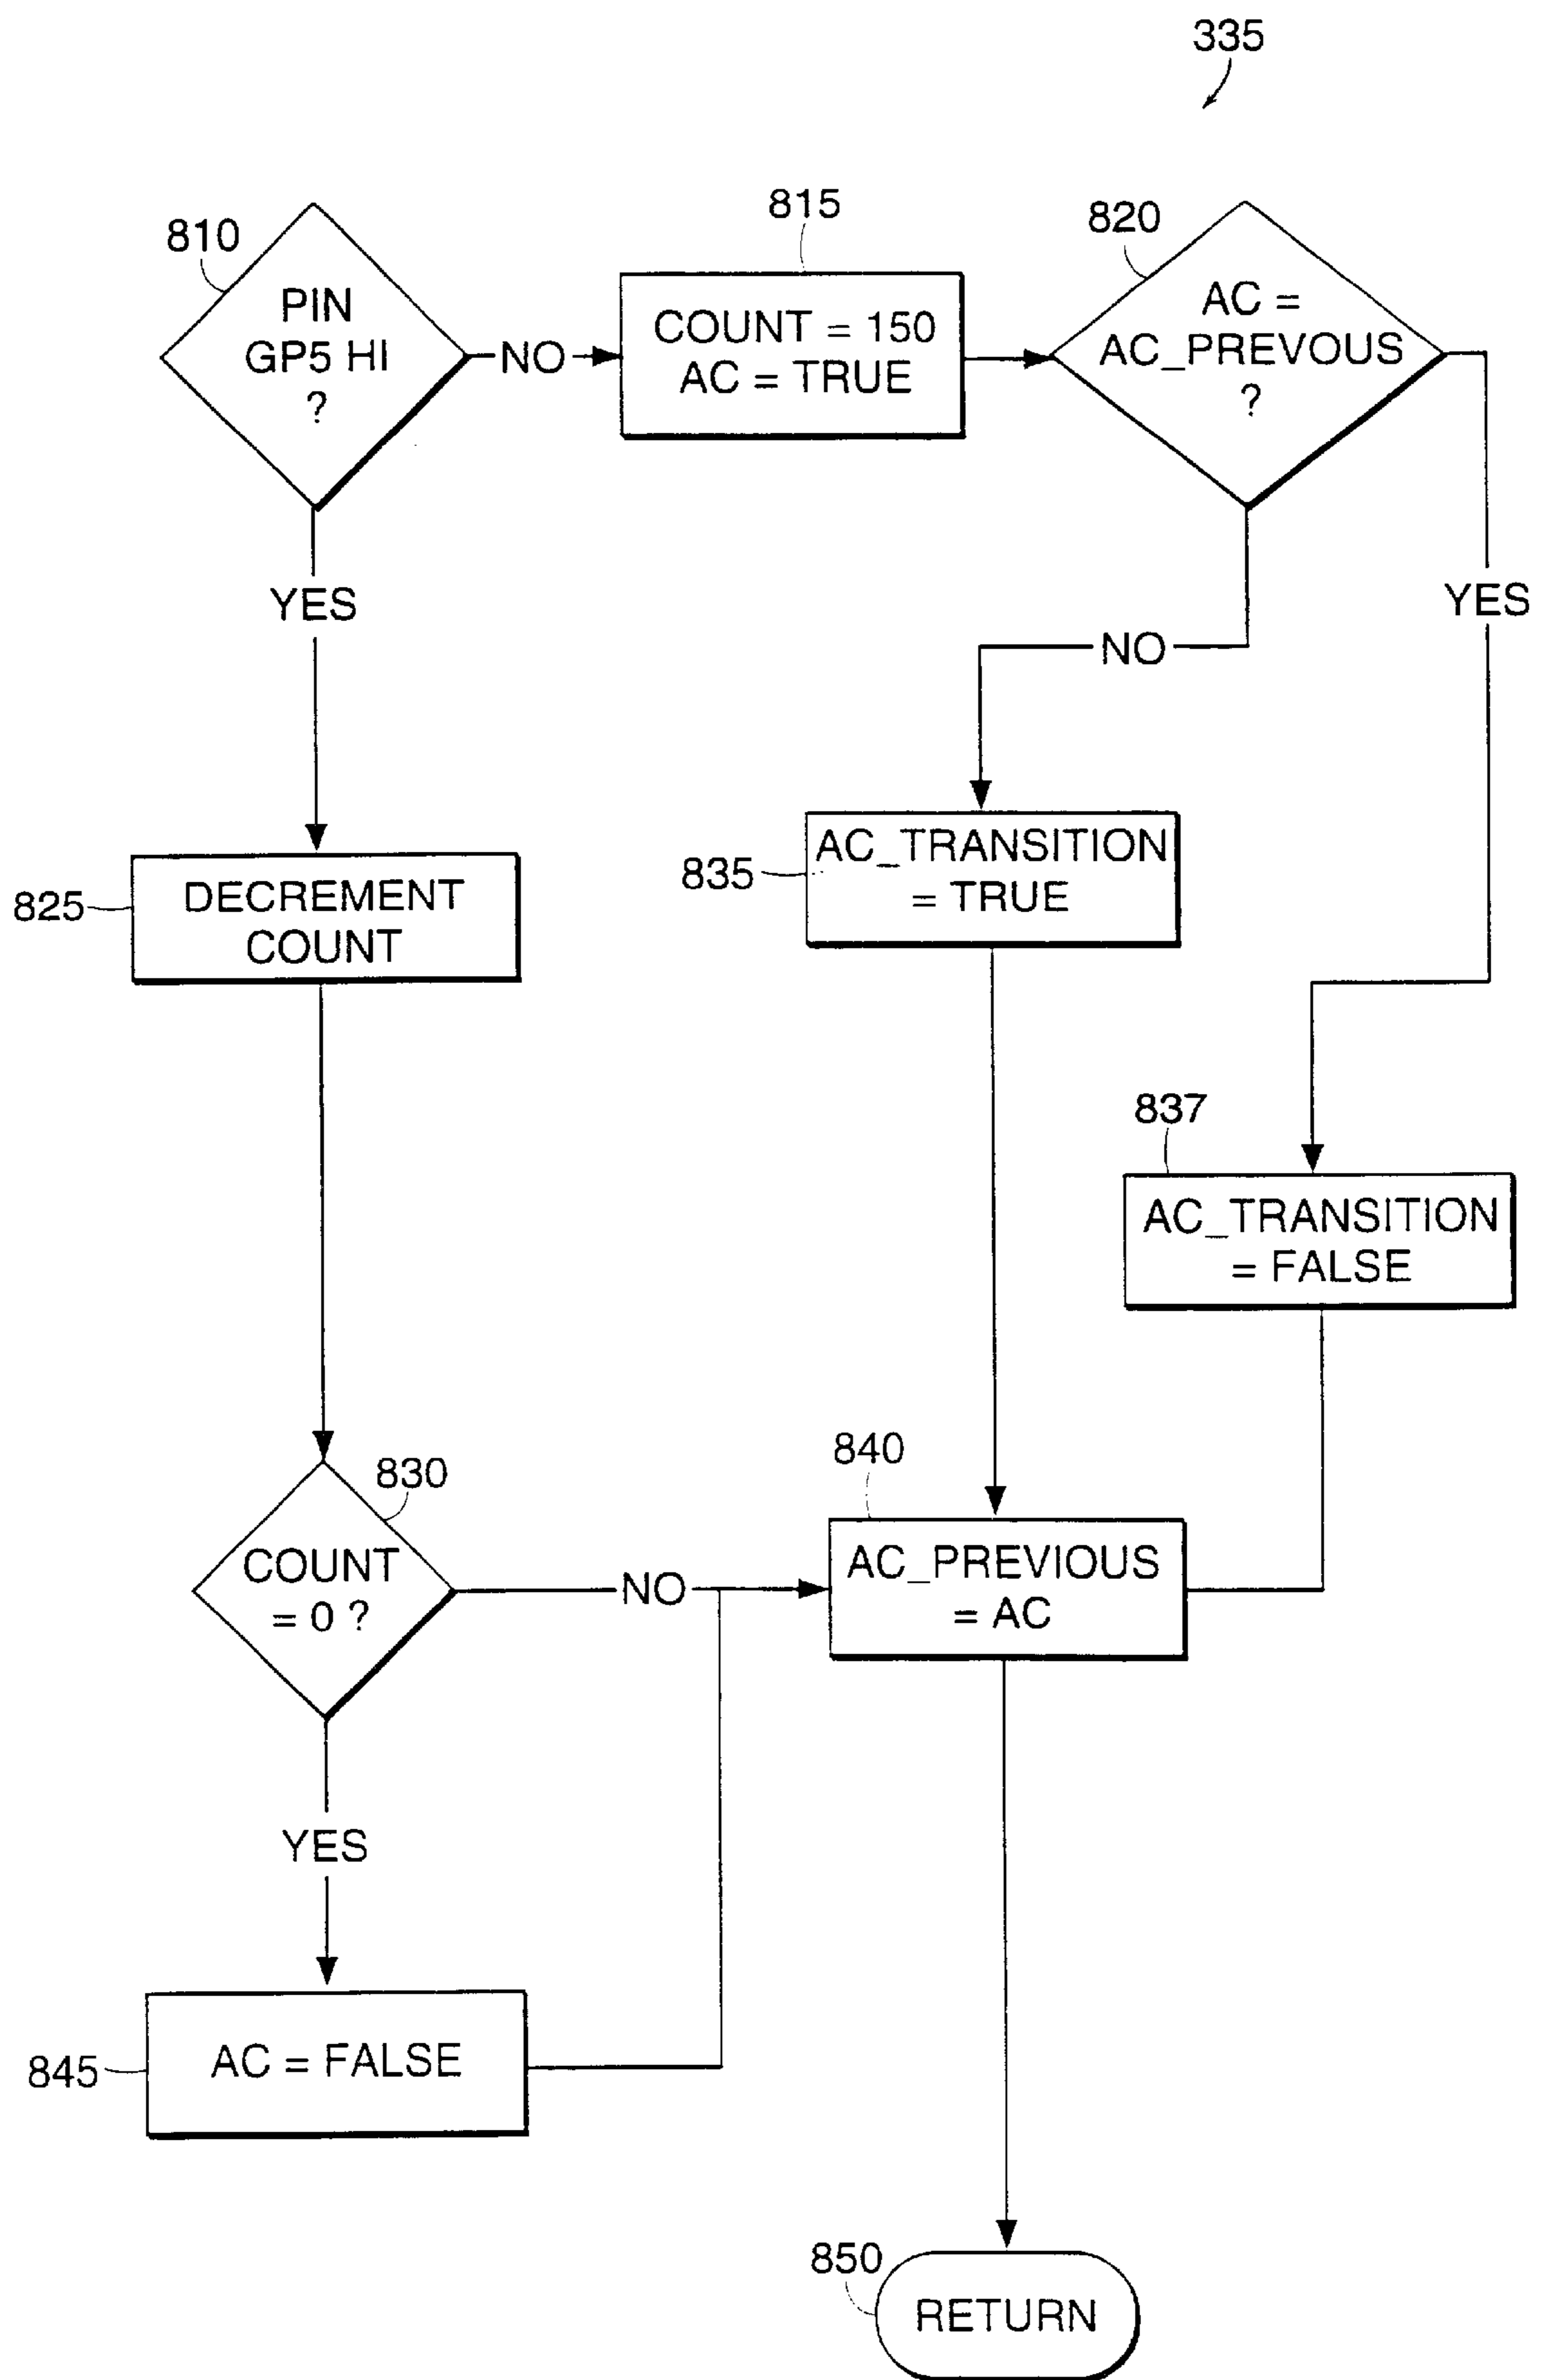 335
810
PIN
GP5 HI
?
NO
815
COUNT = 150
AC = TRUE
820
AC =
AC_PREVOUS
?
YES
YES
NO
825
DECREMENT
COUNT
835
AC_TRANSITION
= TRUE
837
AC_TRANSITION
= FALSE
830
COUNT
= 0 ?
NO
840
AC_PREVIOUS
= AC
YES
845
AC = FALSE
850
RETURN